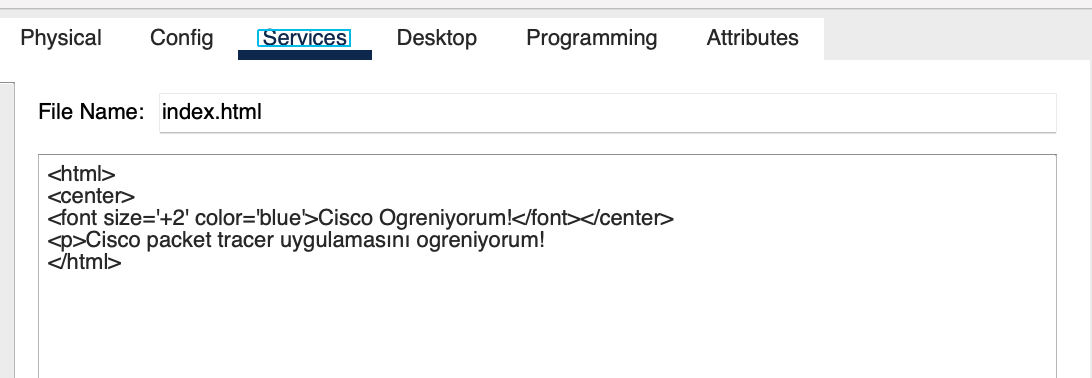 Physical Config Services Desktop Programming Attributes
File Name: index.html
<html>
<center>
<font size='+2' color='blue'>Cisco Ogreniyorum!</font></center>
<p>Cisco packet tracer uygulamasını ogreniyorum!
</html>